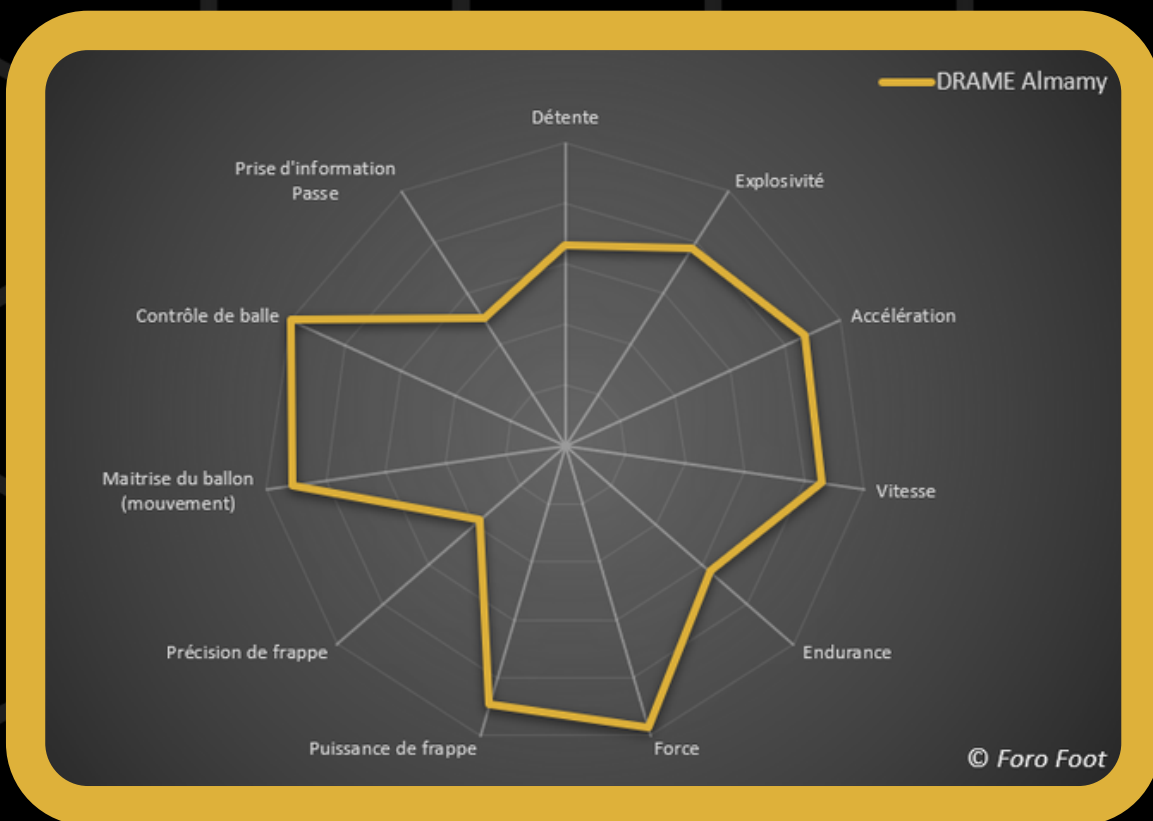 DRAME Almamy
Détente
Prise d'information
Passe
Explosivité
Contrôle de balle
Accélération
Maitrise du ballon
(mouvement)
Vitesse
Précision de frappe
Endurance
Puissance de frappe
Force
© Foro Foot